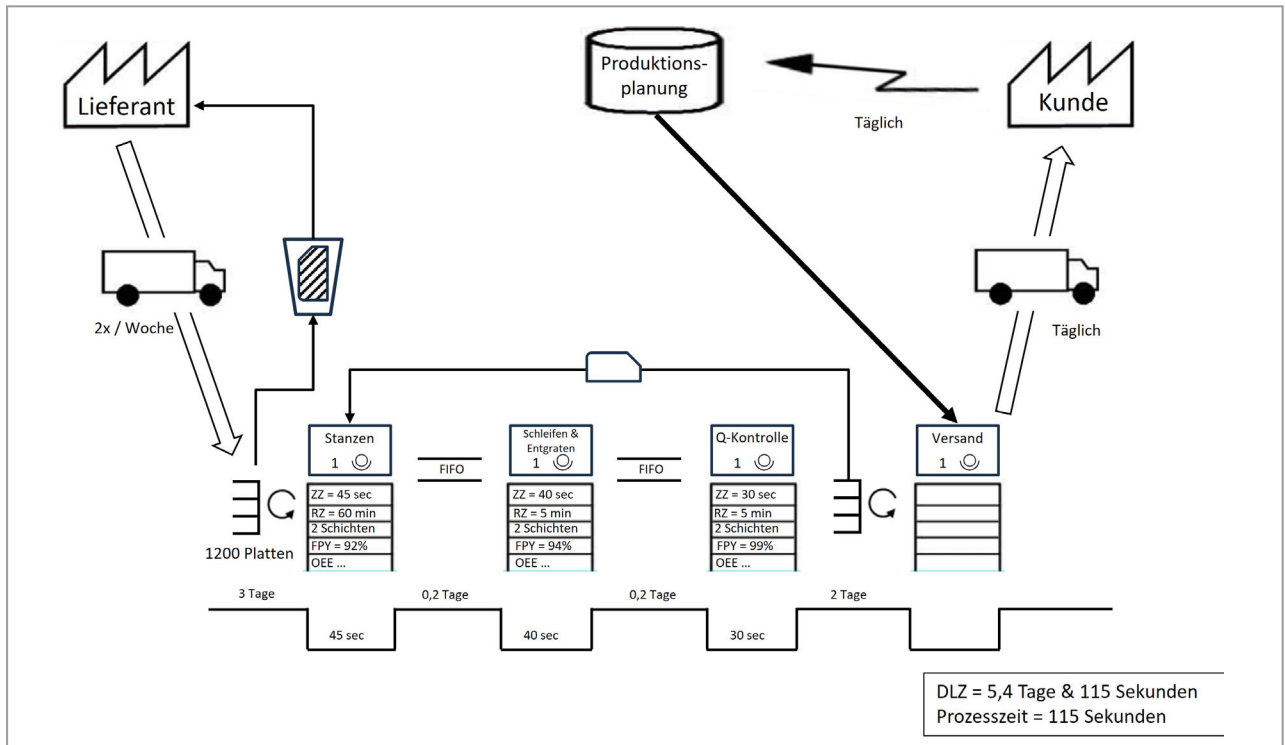 Lieferant
Produktions-
planung
Kunde
Täglich
2x / Woche
Täglich
Stanzen
1
Schleifen &
Entgraten
1
Q-Kontrolle
1
Versand
1
FIFO
FIFO
ZZ = 45 sec
RZ = 60 min
2 Schichten
FPY = 92%
OEE ...
ZZ = 40 sec
RZ = 5 min
2 Schichten
FPY = 94%
OEE ...
ZZ = 30 sec
RZ = 5 min
2 Schichten
FPY = 99%
OEE ...
1200 Platten
3 Tage
0,2 Tage
0,2 Tage
2 Tage
45 sec
40 sec
30 sec
DLZ = 5,4 Tage & 115 Sekunden
Prozesszeit = 115 Sekunden